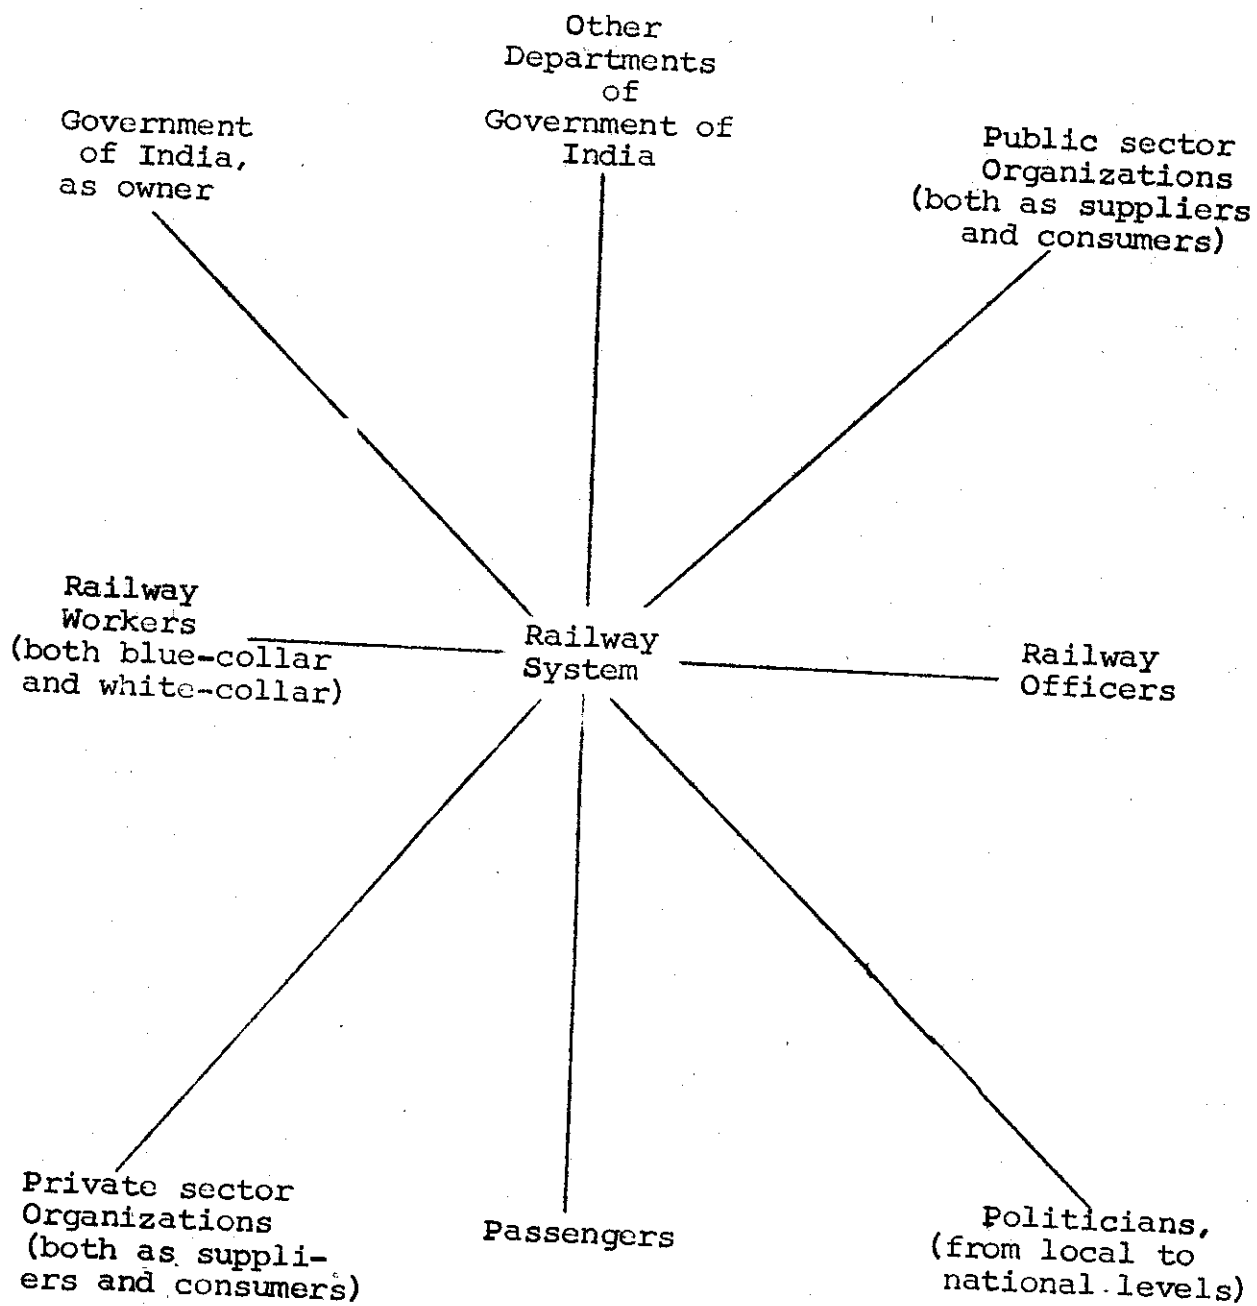 Other
Departments
of
Government of
India
Government
of India,
as owner
Public sector
Organizations
(both as suppliers
and consumers)
Railway
Workers
(both blue-collar
and white-collar)
Railway
System
Railway
Officers
Private sector
Organizations
(both as suppli-
ers and consumers)
Passengers
Politicians,
(from local to
national levels)